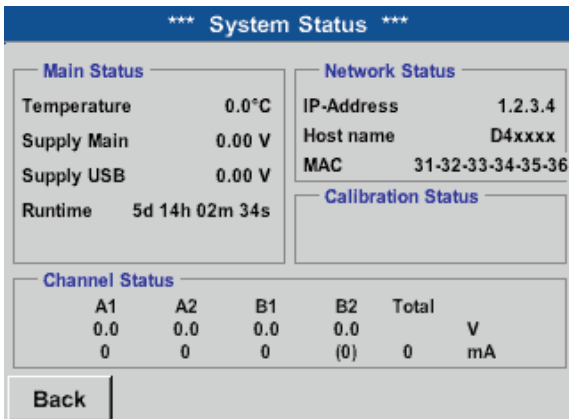 *** System Status ***
Main Status
Temperature 0.0°C
Supply Main 0.00 V
Supply USB 0.00 V
Runtime 5d 14h 02m 34s
Network Status
IP-Address 1.2.3.4
Host name D4xxxx
MAC 31-32-33-34-35-36
Calibration Status
Channel Status
A1 A2 B1 B2 Total
0.0 0.0 0.0 0.0 V
0 0 0 (0) 0 mA
Back